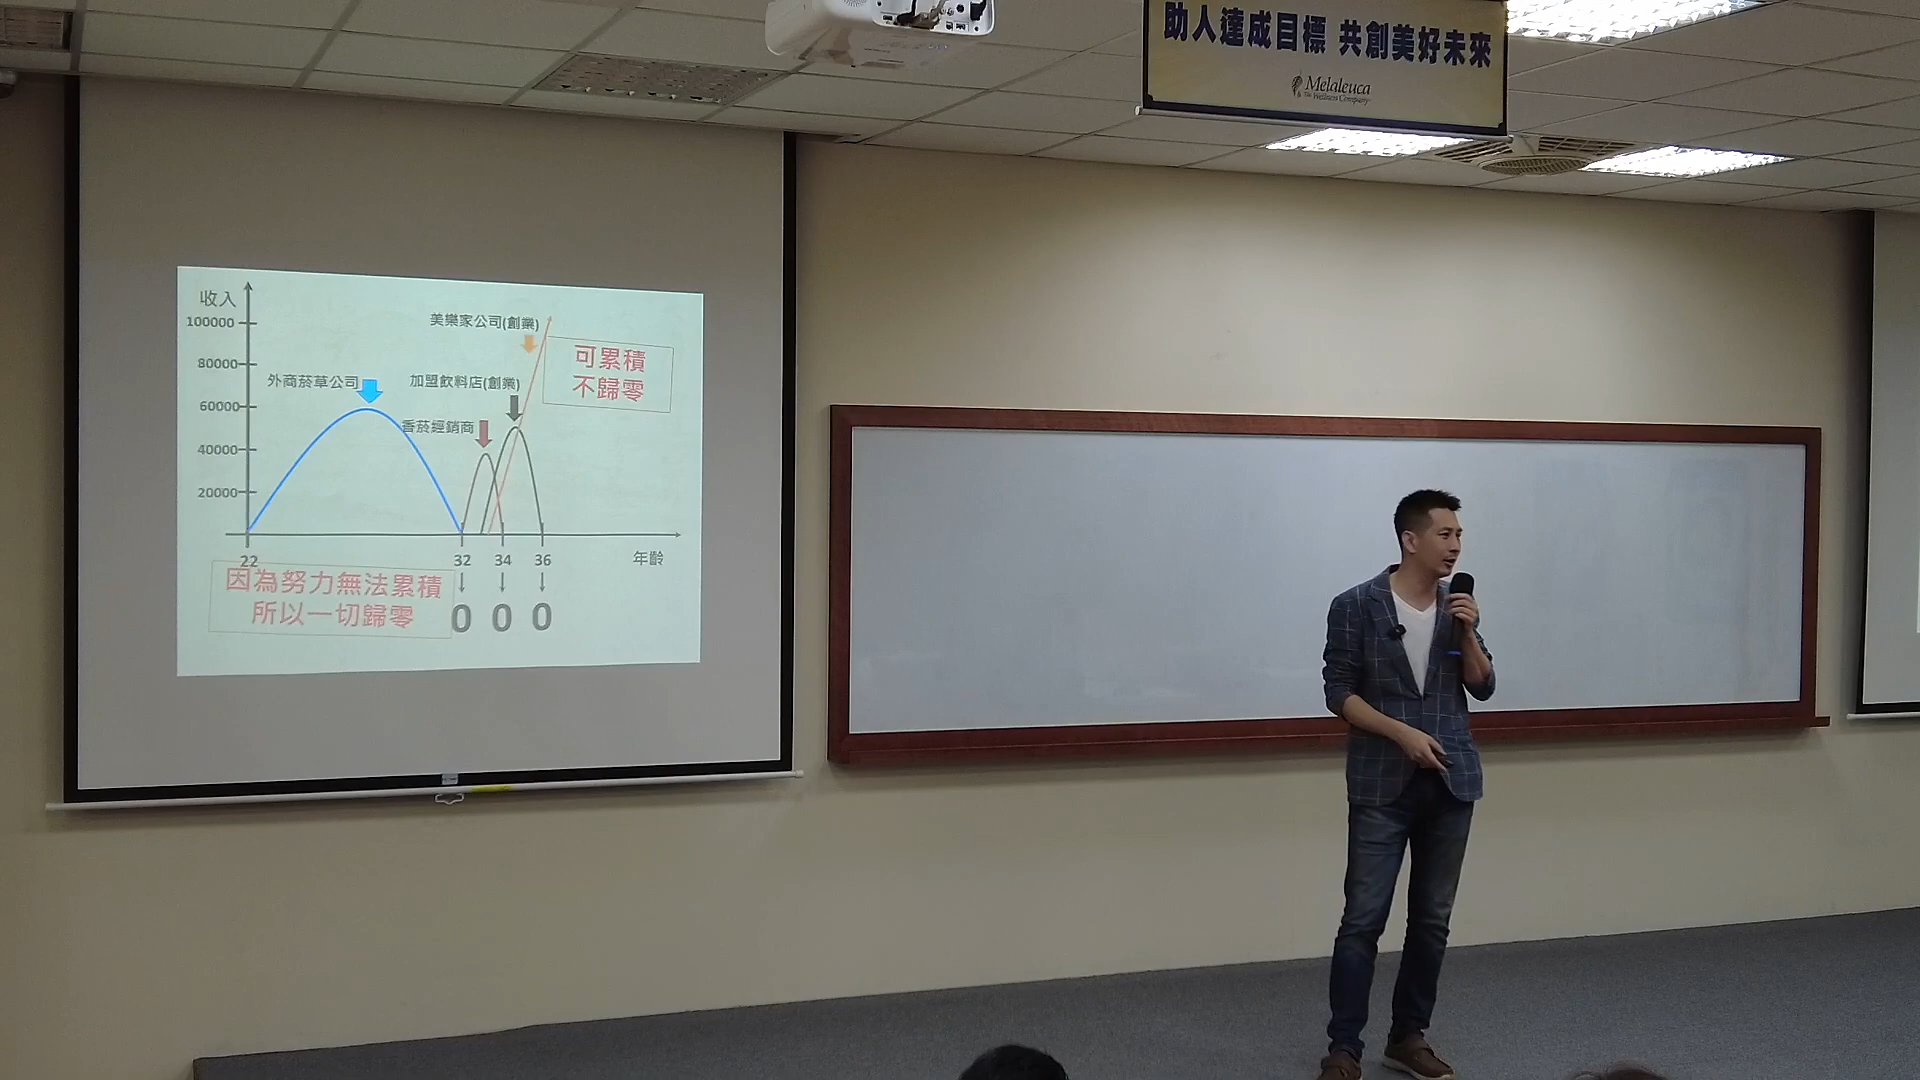 助人達成目標 共創美好未來
Melaleuca
The Wellness Company
收入
100000
80000
60000
40000
20000
美樂家公司(創業)
可累積
不歸零
外商菸草公司
加盟飲料店(創業)
香菸經銷商
22
32
34
36
年齡
因為努力無法累積
所以一切歸零
0 0 0